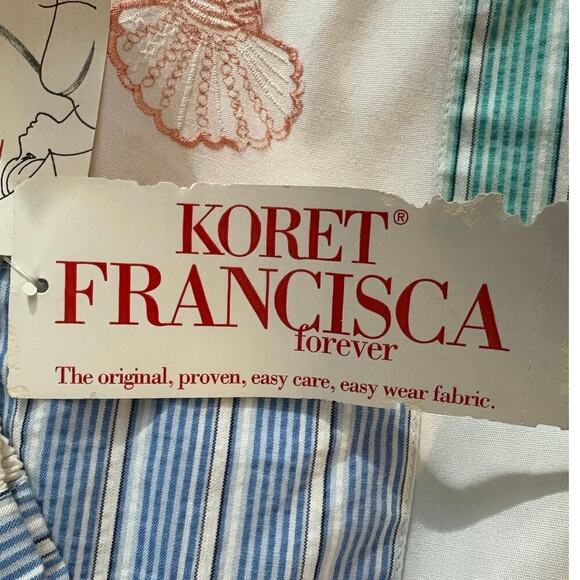 KORET®
FRANCISCA
forever
The original, proven, easy care, easy wear fabric.